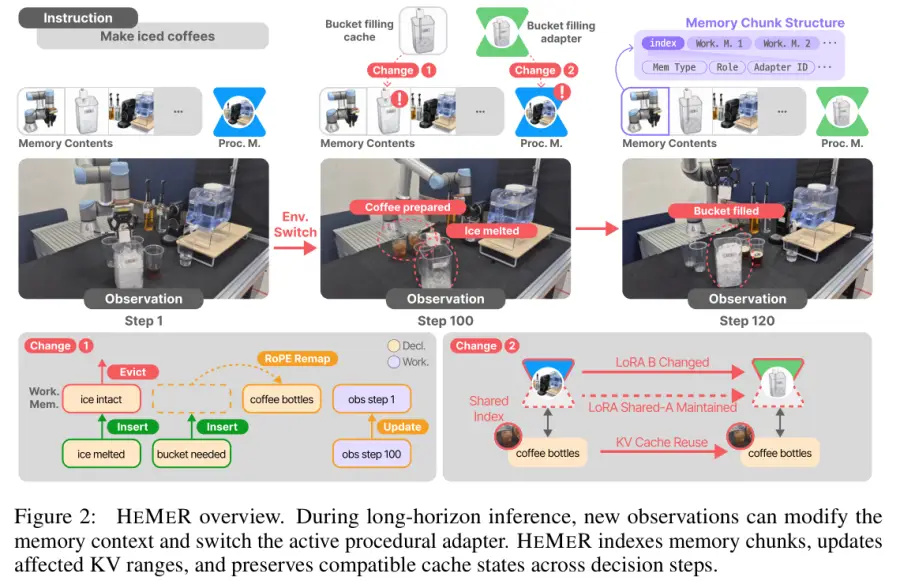 Instruction
Make iced coffees
Bucket filling
cache
Bucket filling
adapter
Memory Chunk Structure
index Work. M. 1 Work. M. 2 ···
Mem Type Role Adapter ID ···
Change 1
Change 2
...
Memory Contents Proc. M.
...
Memory Contents Proc. M.
...
Memory Contents Proc. M.
Env.
Switch
Coffee prepared
Ice melted
Bucket filled
Observation
Observation
Observation
Step 1
Step 100
Step 120
Change 1
Decl.
Work.
RoPE Remap
Evict
Work.
Mem.
ice intact
coffee bottles
obs step 1
Insert
Insert
Update
ice melted
bucket needed
obs step 100
Change 2
LoRA B Changed
LoRA Shared-A Maintained
Shared
Index
KV Cache Reuse
coffee bottles
coffee bottles
Figure 2: HEMER overview. During long-horizon inference, new observations can modify the
memory context and switch the active procedural adapter. HEMER indexes memory chunks, updates
affected KV ranges, and preserves compatible cache states across decision steps.